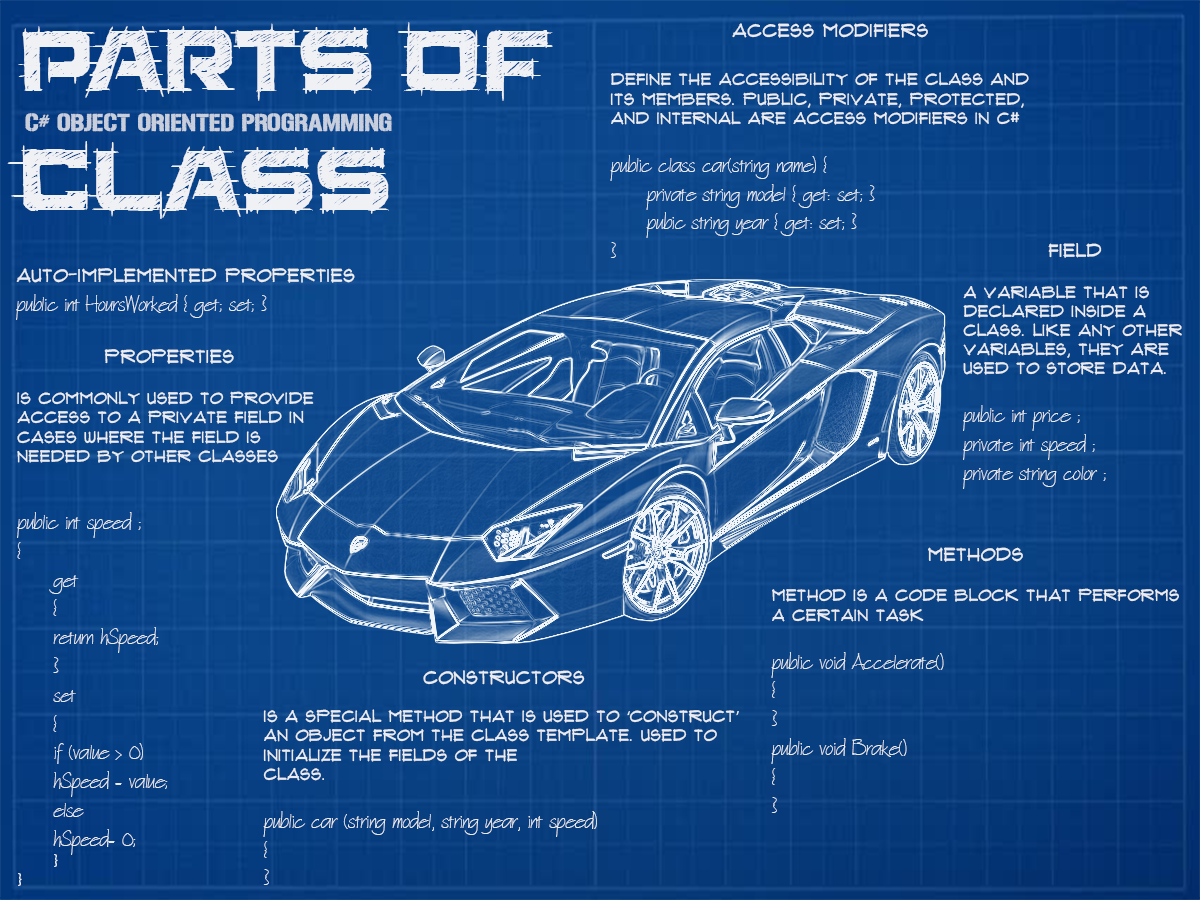 PARTS OF
C# OBJECT ORIENTED PROGRAMMING
CLASS
AUTO-IMPLEMENTED PROPERTIES
public int HoursWorked { get; set; }
PROPERTIES
IS COMMONLY USED TO PROVIDE
ACCESS TO A PRIVATE FIELD IN
CASES WHERE THE FIELD IS
NEEDED BY OTHER CLASSES
public int speed ;
{
get
{
return hSpeed;
}
set
{
if (value > 0)
hSpeed = value;
else
hSpeed= 0;
}
}
ACCESS MODIFIERS
DEFINE THE ACCESSIBILITY OF THE CLASS AND
ITS MEMBERS. PUBLIC, PRIVATE, PROTECTED,
AND INTERNAL ARE ACCESS MODIFIERS IN C#
public class car(string name) {
private string model { get: set; }
pubic string year { get: set; }
}
FIELD
A VARIABLE THAT IS
DECLARED INSIDE A
CLASS. LIKE ANY OTHER
VARIABLES, THEY ARE
USED TO STORE DATA.
public int price ;
private int speed ;
private string color ;
METHODS
METHOD IS A CODE BLOCK THAT PERFORMS
A CERTAIN TASK
public void Accelerate()
{
}
public void Brake()
{
}
CONSTRUCTORS
IS A SPECIAL METHOD THAT IS USED TO 'CONSTRUCT'
AN OBJECT FROM THE CLASS TEMPLATE. USED TO
INITIALIZE THE FIELDS OF THE
CLASS.
public car (string model, string year, int speed)
{
}